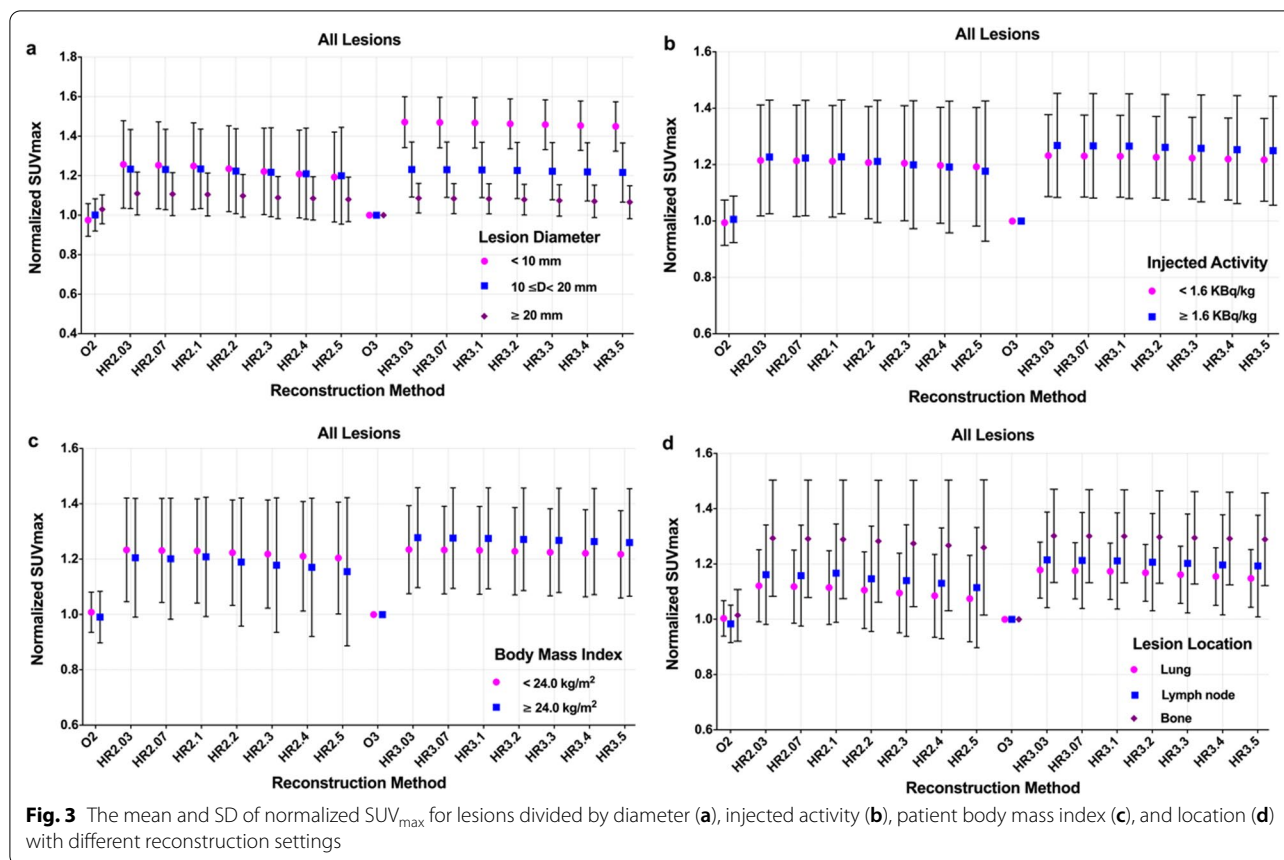 a
All Lesions
Normalized SUVmax
1.8
1.6
1.4
1.2
1.0
0.8
0.6
0.4
Lesion Diameter
< 10 mm
10 ≤D< 20 mm
≥ 20 mm
O2
HR2.03
HR2.07
HR2.1
HR2.2
HR2.3
HR2.4
HR2.5
O3
HR3.03
HR3.07
HR3.1
HR3.2
HR3.3
HR3.4
HR3.5
Reconstruction Method
b
All Lesions
Normalized SUVmax
1.6
1.4
1.2
1.0
0.8
0.6
Injected Activity
< 1.6 KBq/kg
≥ 1.6 KBq/kg
O2
HR2.03
HR2.07
HR2.1
HR2.2
HR2.3
HR2.4
HR2.5
O3
HR3.03
HR3.07
HR3.1
HR3.2
HR3.3
HR3.4
HR3.5
Reconstruction Method
c
All Lesions
Normalized SUVmax
1.6
1.4
1.2
1.0
0.8
0.6
Body Mass Index
< 24.0 kg/m²
≥ 24.0 kg/m²
O2
HR2.03
HR2.07
HR2.1
HR2.2
HR2.3
HR2.4
HR2.5
O3
HR3.03
HR3.07
HR3.1
HR3.2
HR3.3
HR3.4
HR3.5
Reconstruction Method
d
All Lesions
Normalized SUVmax
1.6
1.4
1.2
1.0
0.8
0.6
Lesion Location
Lung
Lymph node
Bone
O2
HR2.03
HR2.07
HR2.1
HR2.2
HR2.3
HR2.4
HR2.5
O3
HR3.03
HR3.07
HR3.1
HR3.2
HR3.3
HR3.4
HR3.5
Reconstruction Method
Fig. 3 The mean and SD of normalized SUVmax for lesions divided by diameter (a), injected activity (b), patient body mass index (c), and location (d)
with different reconstruction settings